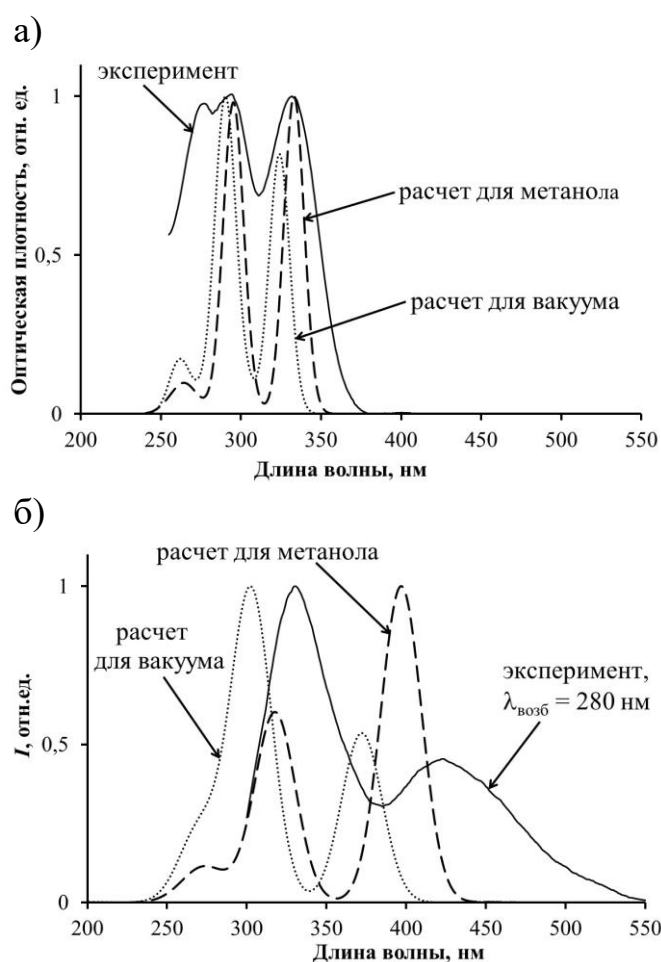 а)
эксперимент
1
расчет для метанола
0,5
расчет для вакуума
0
Оптическая плотность, отн. ед.
200 250 300 350 400 450 500 550
Длина волны, нм
б)
расчет для метанола
1
расчет
для вакуума
эксперимент,
λвозб = 280 нм
0,5
0
I, отн.ед.
200 250 300 350 400 450 500 550
Длина волны, нм